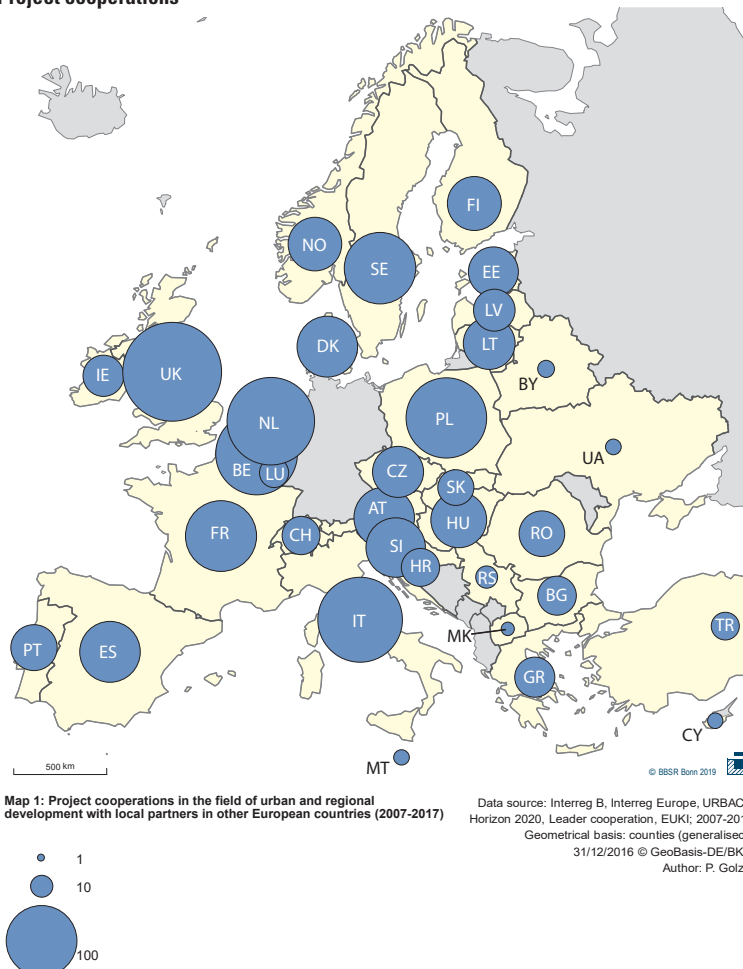 Project cooperations
FI
NO
SE
EE
LV
DK
LT
IE
UK
BY
NL
PL
UA
BE
LU
CZ
SK
AT
HU
FR
CH
SI
RO
HR
RS
BG
IT
MK
TR
PT
ES
GR
CY
MT
500 km
© BBSR Bonn 2019
Map 1: Project cooperations in the field of urban and regional
development with local partners in other European countries (2007-2017)
Data source: Interreg B, Interreg Europe, URBAC
Horizon 2020, Leader cooperation, EUKI; 2007-201
Geometrical basis: counties (generalised
31/12/2016 © GeoBasis-DE/BK
Author: P. Golz
1
10
100